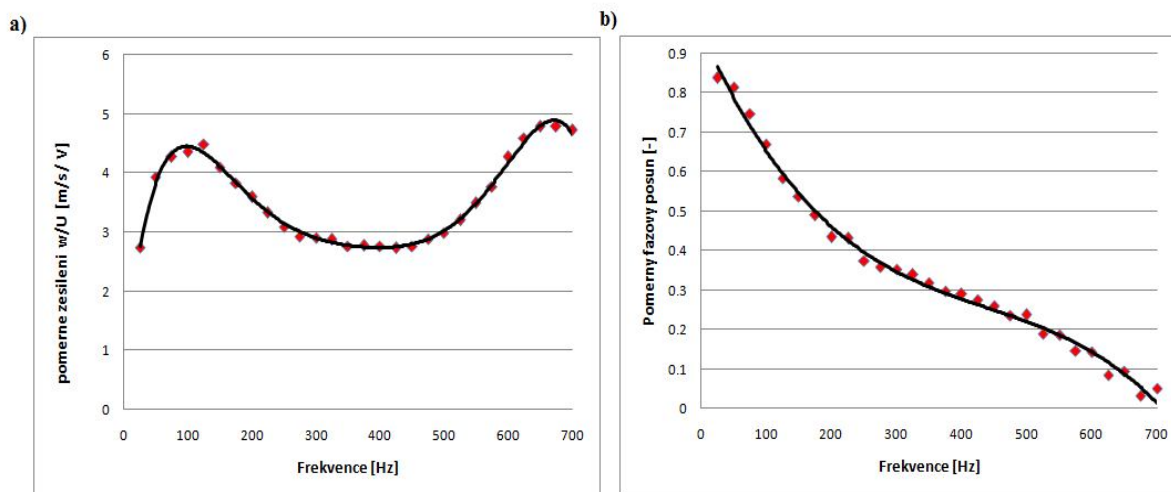 a)
pomerne zesileni w/U [m/s / V]
6
5
4
3
2
1
0
0 100 200 300 400 500 600 700
Frekvence [Hz]
b)
Pomerny fazovy posun [-]
0.9
0.8
0.7
0.6
0.5
0.4
0.3
0.2
0.1
0
0 100 200 300 400 500 600 700
Frekvence [Hz]